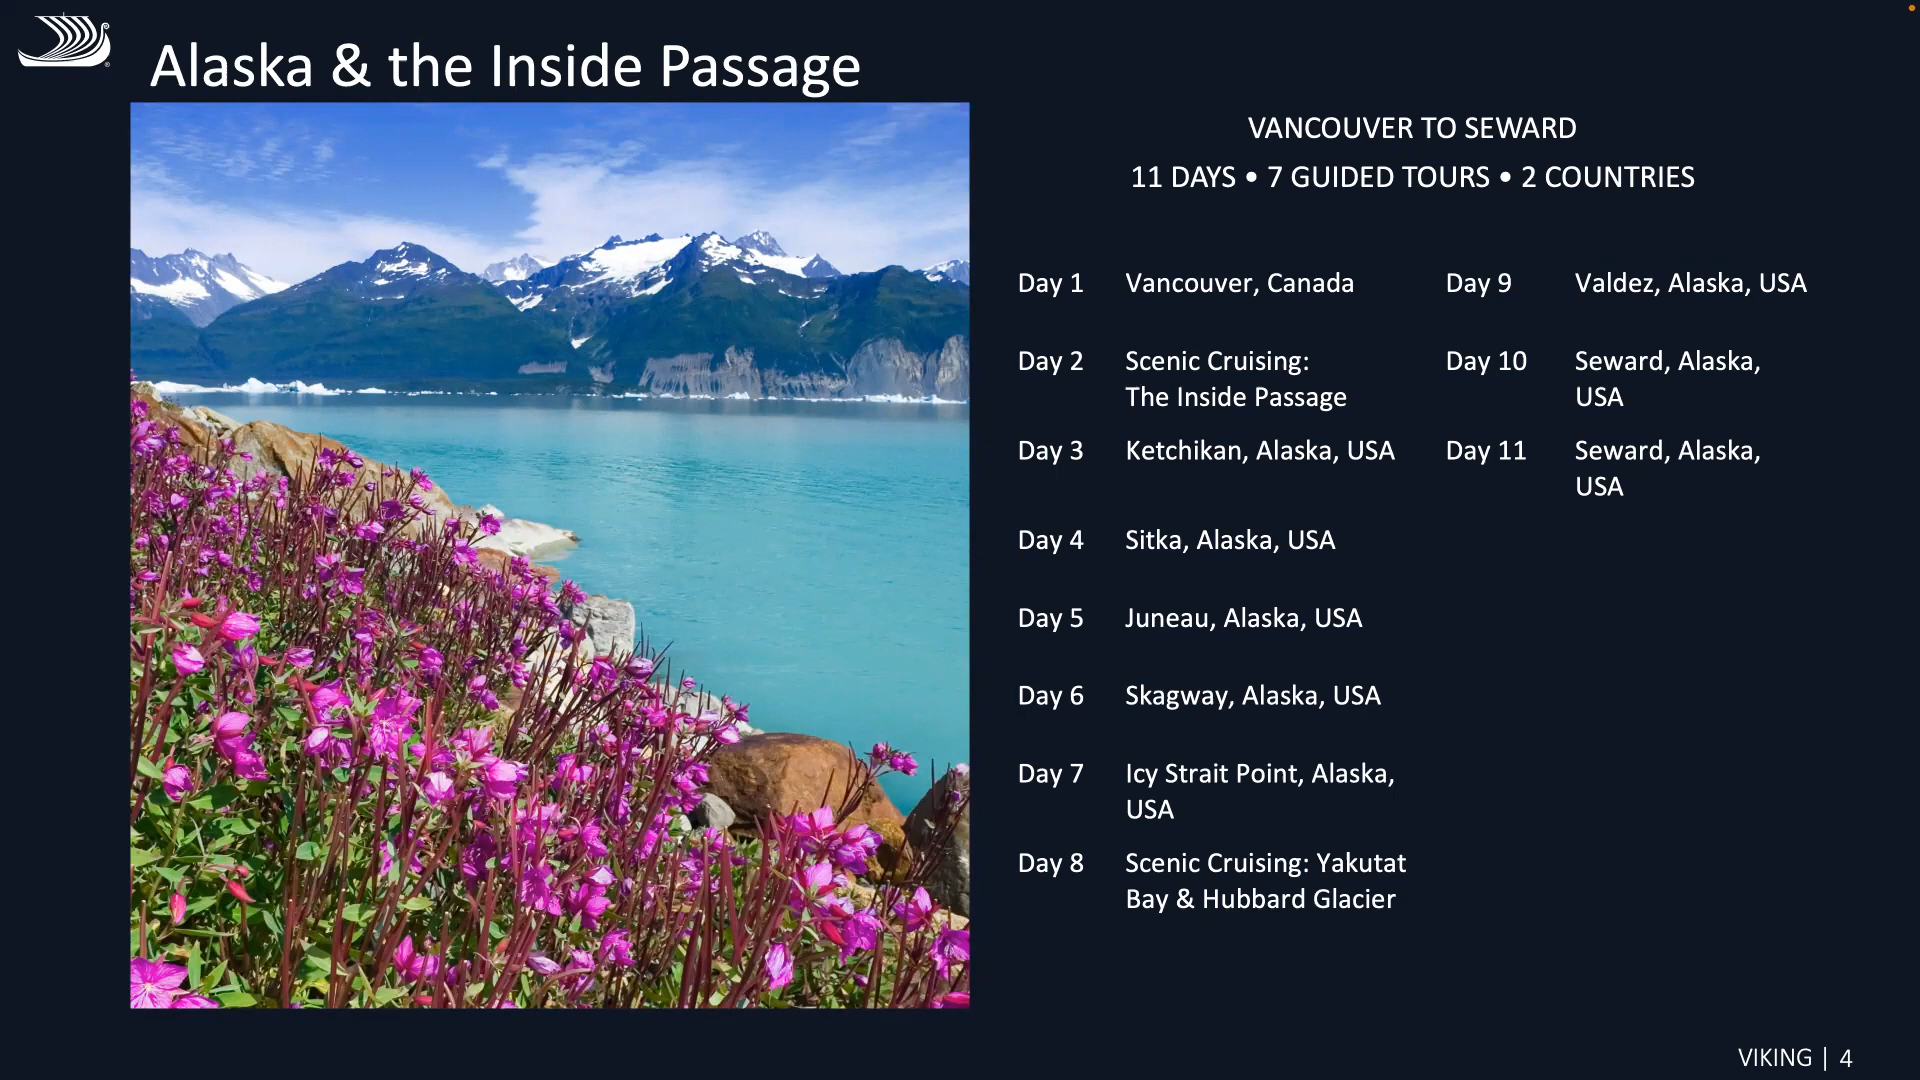 Alaska & the Inside Passage
VANCOUVER TO SEWARD
11 DAYS • 7 GUIDED TOURS • 2 COUNTRIES
Day 1 Vancouver, Canada
Day 2 Scenic Cruising:
The Inside Passage
Day 3 Ketchikan, Alaska, USA
Day 4 Sitka, Alaska, USA
Day 5 Juneau, Alaska, USA
Day 6 Skagway, Alaska, USA
Day 7 Icy Strait Point, Alaska,
USA
Day 8 Scenic Cruising: Yakutat
Bay & Hubbard Glacier
Day 9 Valdez, Alaska, USA
Day 10 Seward, Alaska,
USA
Day 11 Seward, Alaska,
USA
VIKING | 4